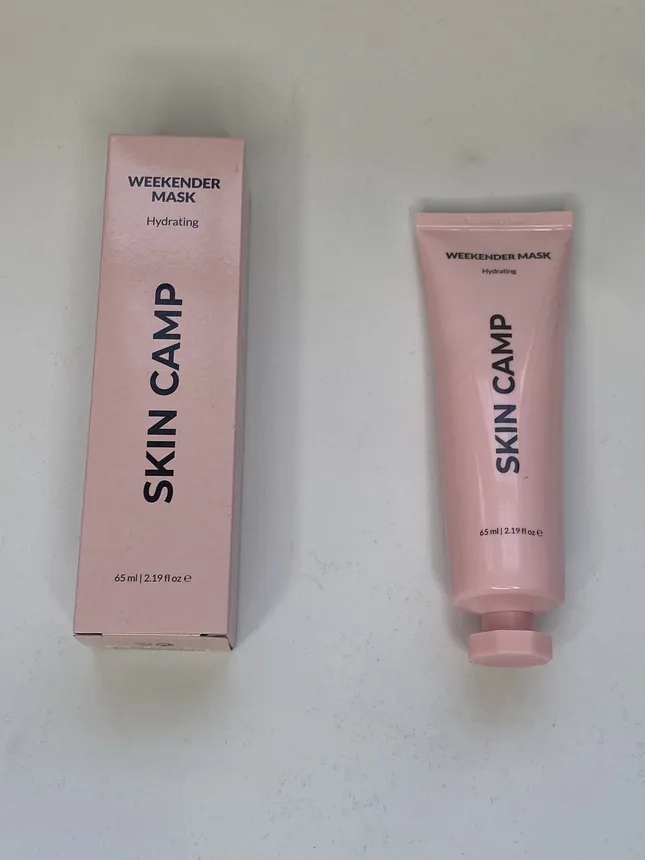 WEEKENDER
MASK
Hydrating
SKIN CAMP
65 ml | 2.19 fl oz ℮
WEEKENDER MASK
Hydrating
SKIN CAMP
65 ml | 2.19 fl oz ℮